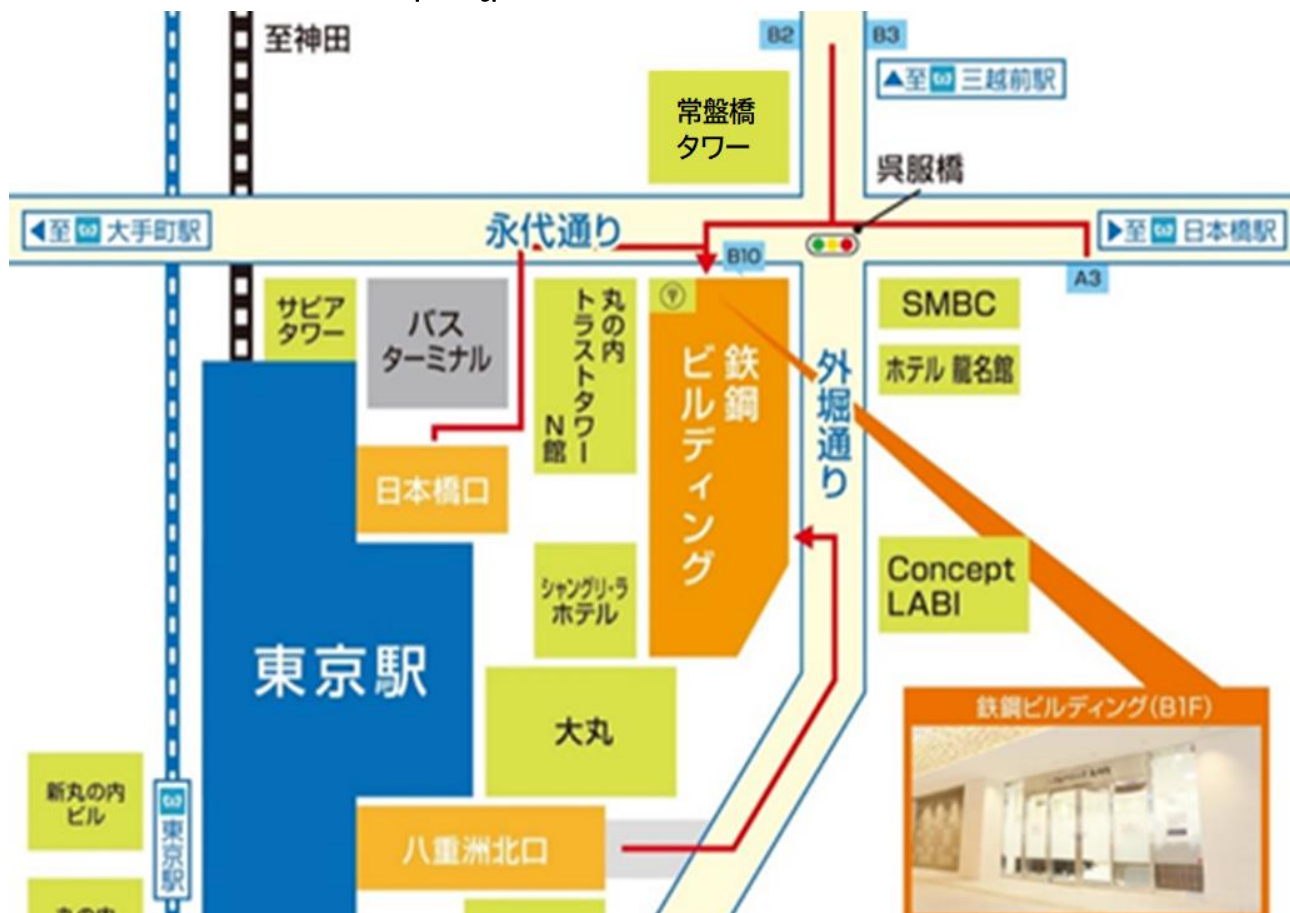 至神田
B2
B3
▲至 三越前駅
常盤橋
タワー
呉服橋
◀至 大手町駅
永代通り
▶至 日本橋駅
B10
A3
サピア
タワー
バス
ターミナル
丸の内
トラストタワー
N館
鉄鋼
ビルディング
外堀通り
SMBC
ホテル 龍名館
日本橋口
シャングリ・ラ
ホテル
Concept
LABI
東京駅
大丸
鉄鋼ビルディング(B1F)
新丸の内
ビル
東京駅
八重洲北口